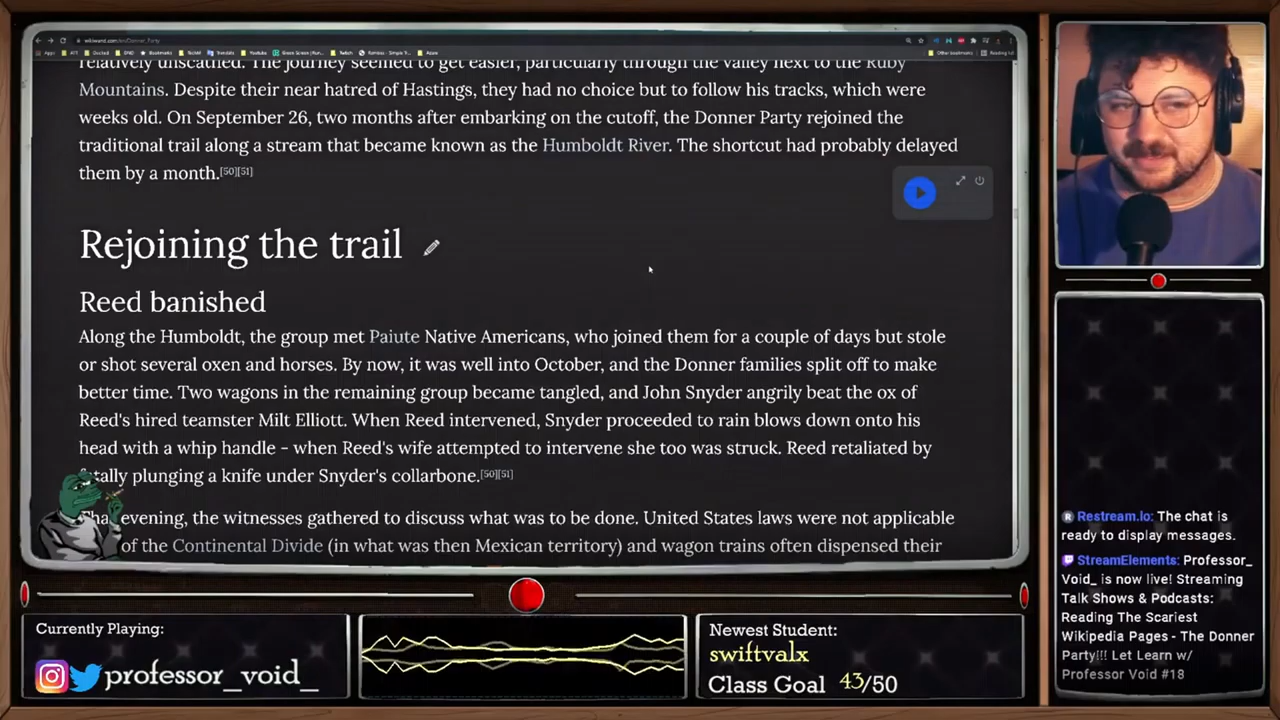 wikiwand.com/en/Donner_Party
relatively unscathed. The journey seemed to get easier, particularly through the valley next to the Ruby
Mountains. Despite their near hatred of Hastings, they had no choice but to follow his tracks, which were
weeks old. On September 26, two months after embarking on the cutoff, the Donner Party rejoined the
traditional trail along a stream that became known as the Humboldt River. The shortcut had probably delayed
them by a month.[50][51]
Rejoining the trail
Reed banished
Along the Humboldt, the group met Paiute Native Americans, who joined them for a couple of days but stole
or shot several oxen and horses. By now, it was well into October, and the Donner families split off to make
better time. Two wagons in the remaining group became tangled, and John Snyder angrily beat the ox of
Reed's hired teamster Milt Elliott. When Reed intervened, Snyder proceeded to rain blows down onto his
head with a whip handle - when Reed's wife attempted to intervene she too was struck. Reed retaliated by
fatally plunging a knife under Snyder's collarbone.[50][51]
That evening, the witnesses gathered to discuss what was to be done. United States laws were not applicable
of the Continental Divide (in what was then Mexican territory) and wagon trains often dispensed their
Restream.io: The chat is
ready to display messages.
StreamElements: Professor_
Void_ is now live! Streaming
Talk Shows & Podcasts:
Reading The Scariest
Wikipedia Pages - The Donner
Party!!! Let Learn w/
Professor Void #18
Currently Playing:
professor_void_
Newest Student:
swiftvalx
Class Goal 43/50